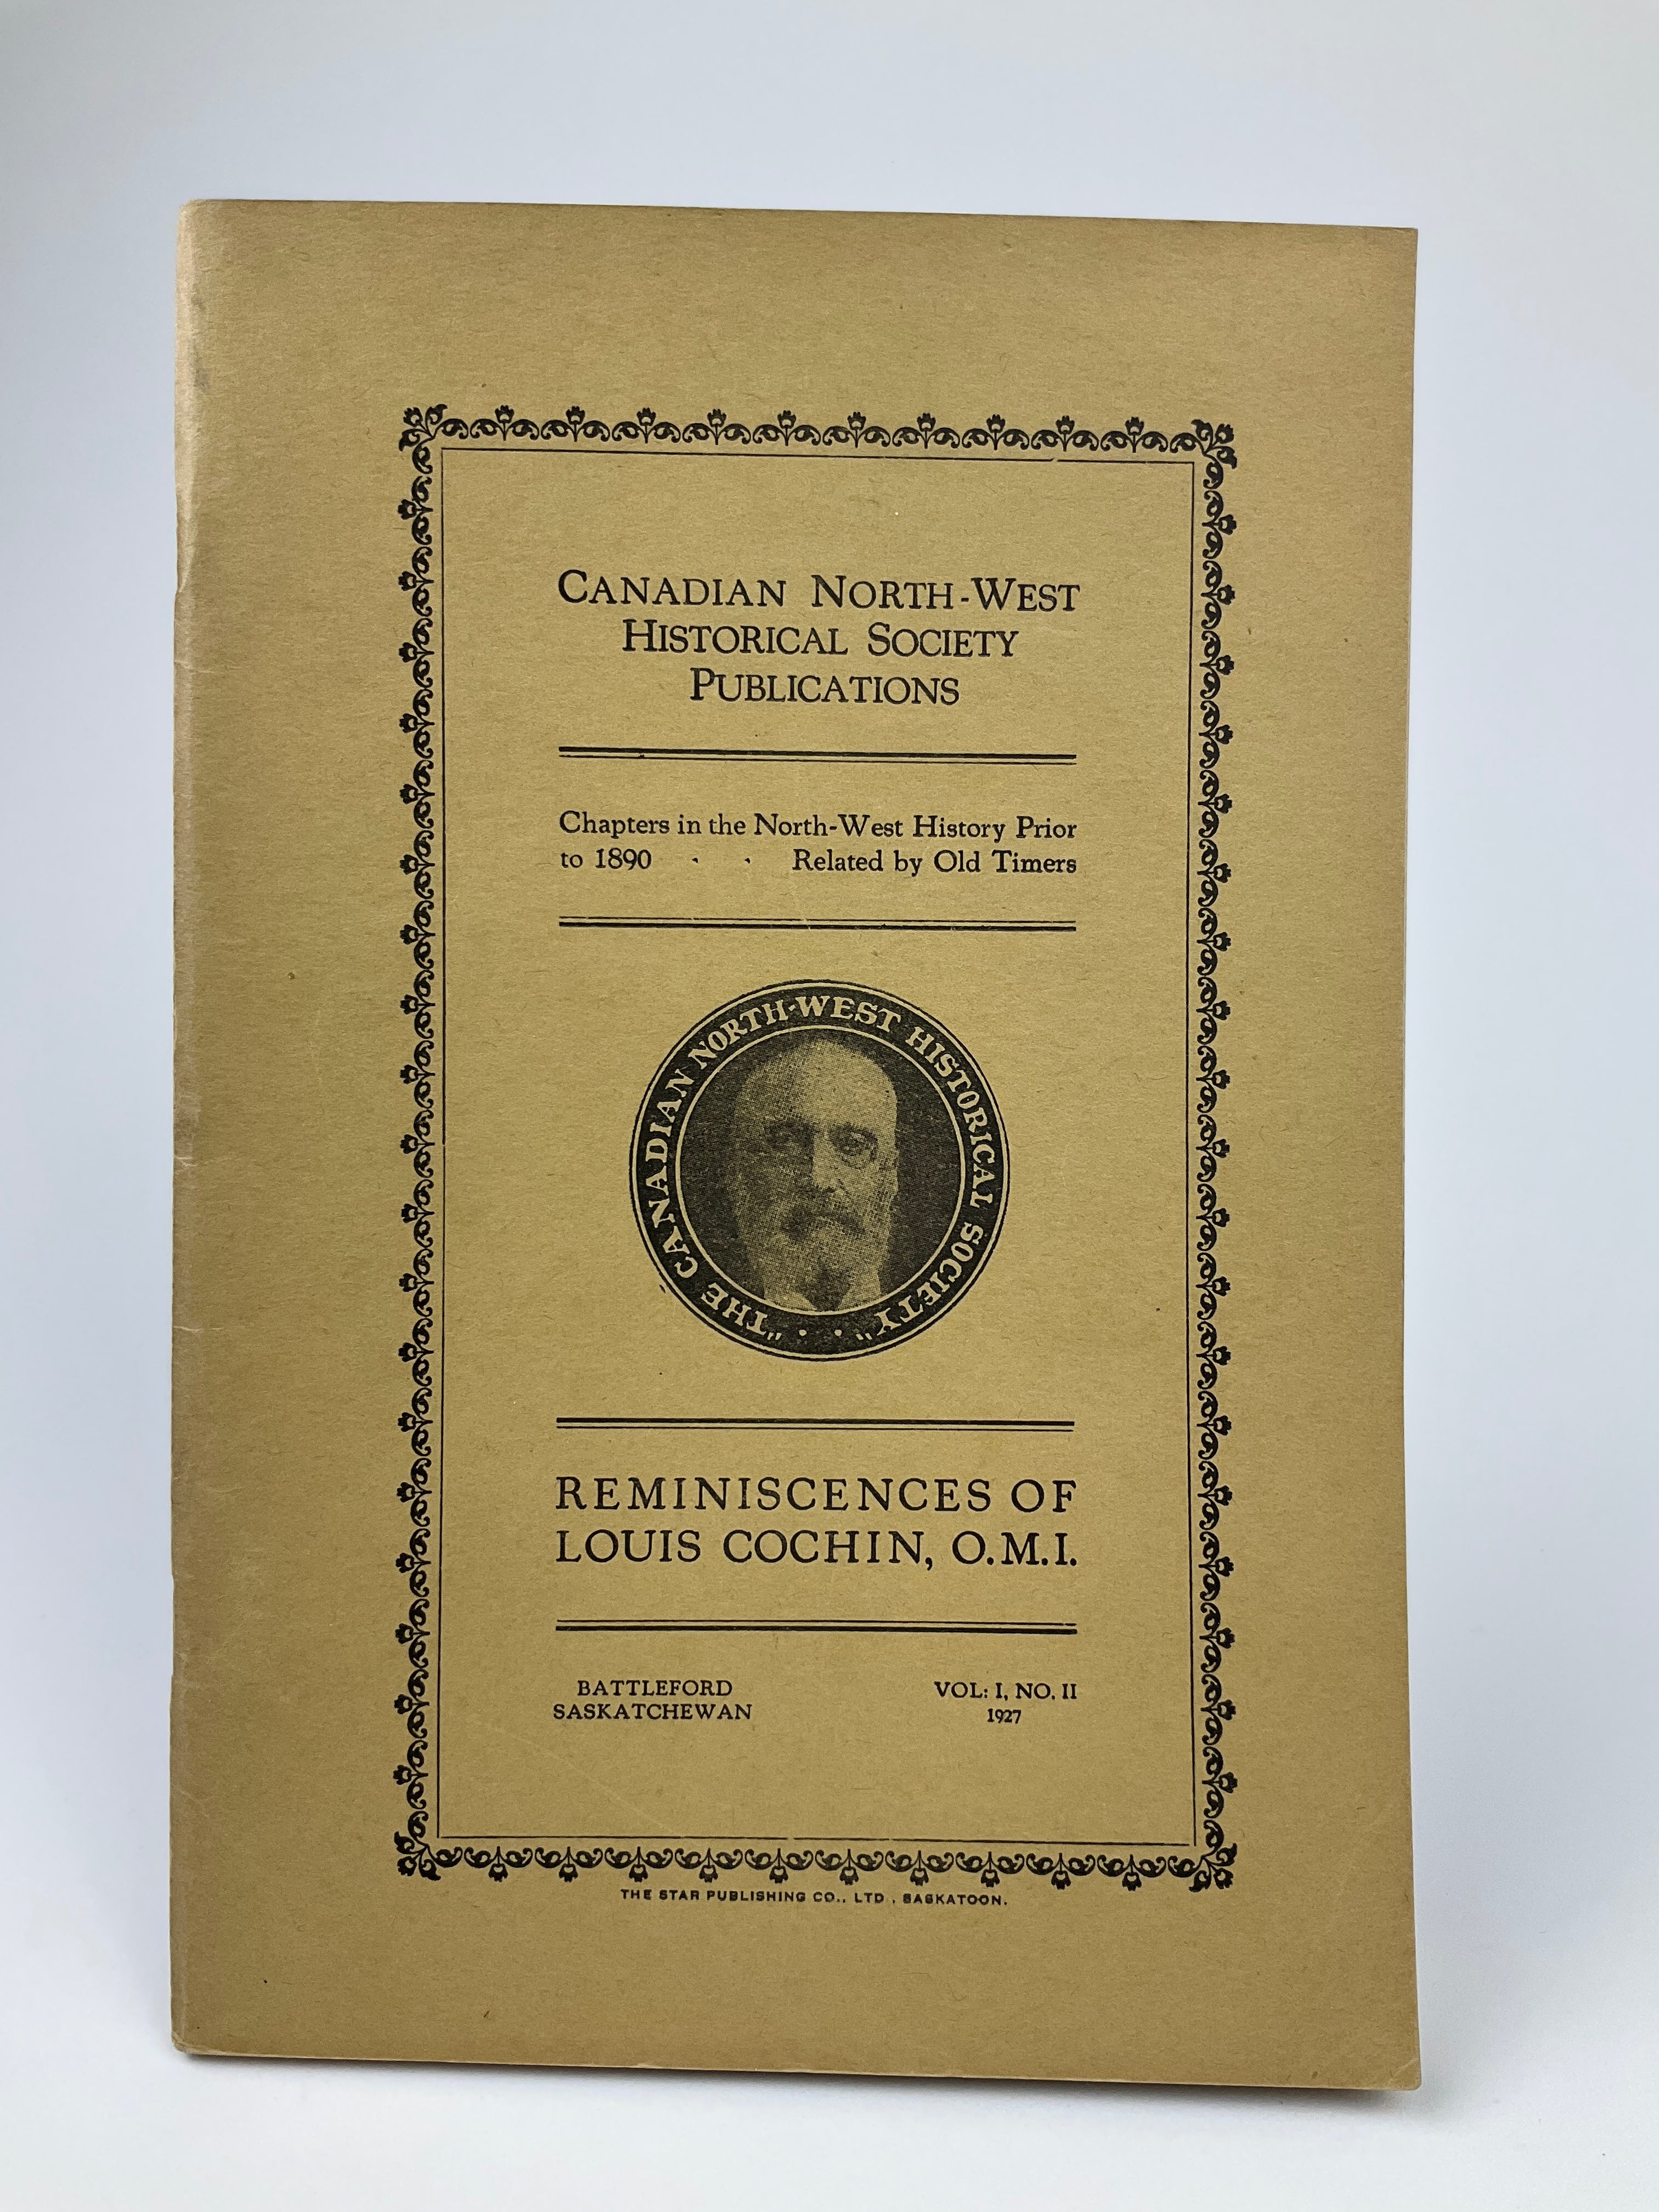 CANADIAN NORTH-WEST
HISTORICAL SOCIETY
PUBLICATIONS
Chapters in the North-West History Prior
to 1890 · · Related by Old Timers
"THE CANADIAN NORTH-WEST HISTORICAL SOCIETY"
REMINISCENCES OF
LOUIS COCHIN, O.M.I.
BATTLEFORD
SASKATCHEWAN
VOL: I, NO. II
1927
THE STAR PUBLISHING CO., LTD., SASKATOON.